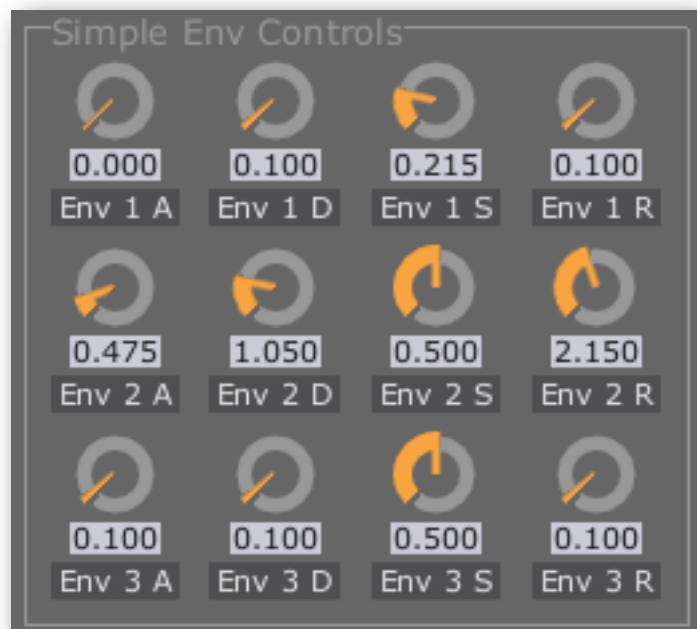 Simple Env Controls
0.000 0.100 0.215 0.100
Env 1 A Env 1 D Env 1 S Env 1 R
0.475 1.050 0.500 2.150
Env 2 A Env 2 D Env 2 S Env 2 R
0.100 0.100 0.500 0.100
Env 3 A Env 3 D Env 3 S Env 3 R